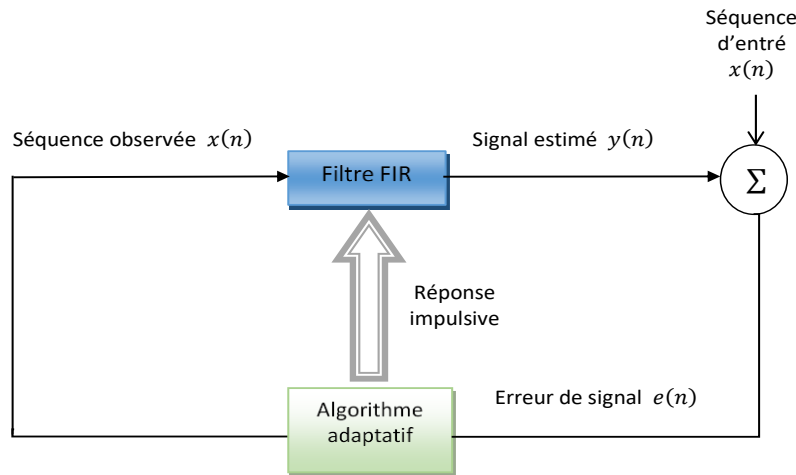 Séquence
d'entré
x(n)
Séquence observée x(n)
Filtre FIR
Signal estimé y(n)
Σ
Réponse
impulsive
Algorithme
adaptatif
Erreur de signal e(n)